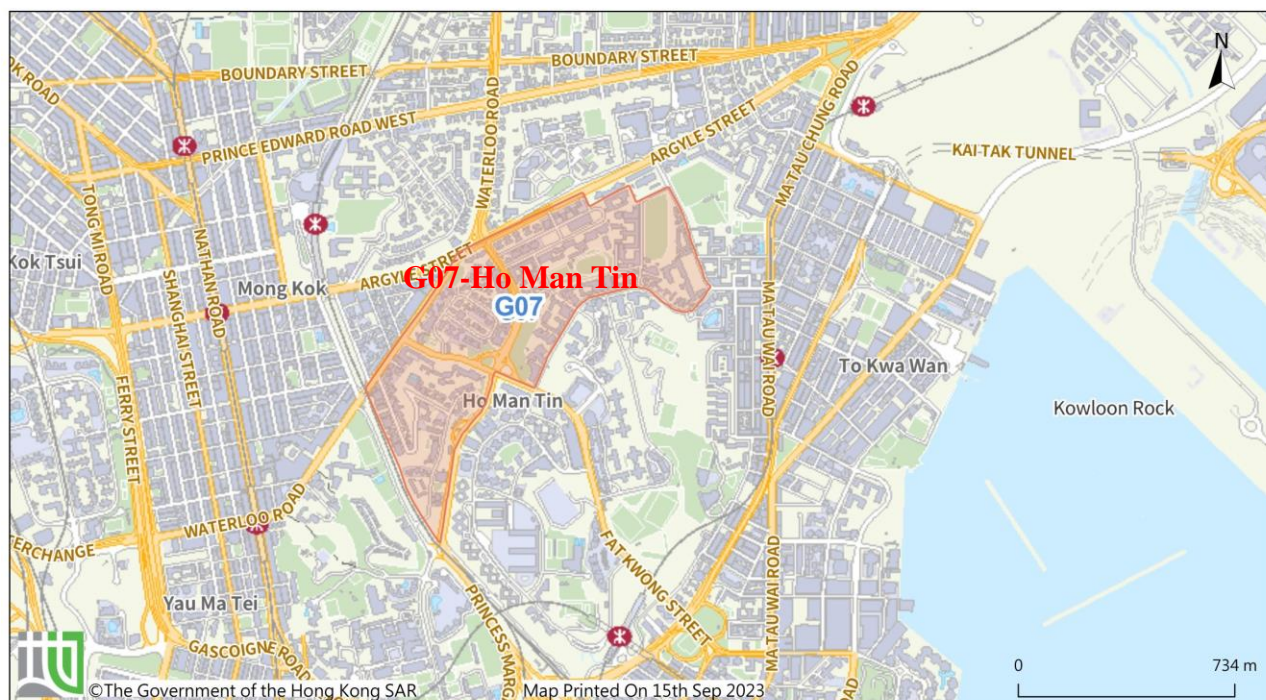 N
BOUNDARY STREET
BOUNDARY STREET
OK ROAD
WATERLOO ROAD
MA TAU CHUNG ROAD
PRINCE EDWARD ROAD WEST
ARGYLE STREET
KAI TAK TUNNEL
TONG MI ROAD
NATHAN ROAD
SHANGHAI STREET
Kok Tsui
Mong Kok
ARGYLE STREET
G07-Ho Man Tin
G07
MA TAU WAI ROAD
To Kwa Wan
Kowloon Rock
FERRY STREET
Ho Man Tin
WATERLOO ROAD
ERCHANGE
FAT KWONG STREET
MA TAU WAI ROAD
Yau Ma Tei
PRINCESS MARG
GASCOIGNE ROAD
0 734 m
©The Government of the Hong Kong SAR Map Printed On 15th Sep 2023